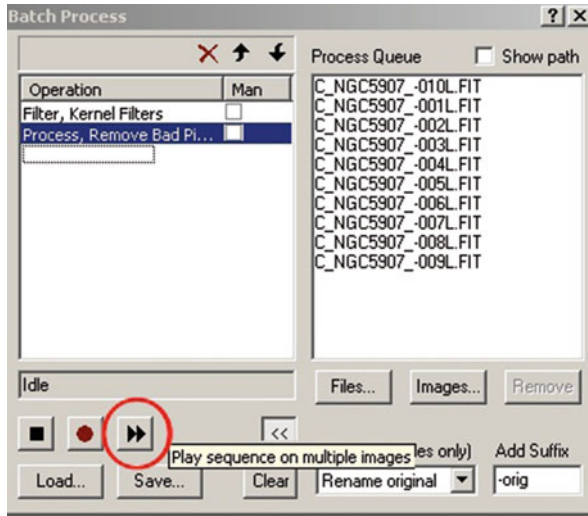 Batch Process
Process Queue
Show path
Operation
Man
Filter, Kernel Filters
Process, Remove Bad Pi...
C_NGC5907_-010L.FIT
C_NGC5907_-001L.FIT
C_NGC5907_-002L.FIT
C_NGC5907_-003L.FIT
C_NGC5907_-004L.FIT
C_NGC5907_-005L.FIT
C_NGC5907_-006L.FIT
C_NGC5907_-007L.FIT
C_NGC5907_-008L.FIT
C_NGC5907_-009L.FIT
Idle
Files...
Images...
Remove
<<
Play sequence on multiple images
les only)
Add Suffix
Load...
Save...
Clear
Rename original
-orig